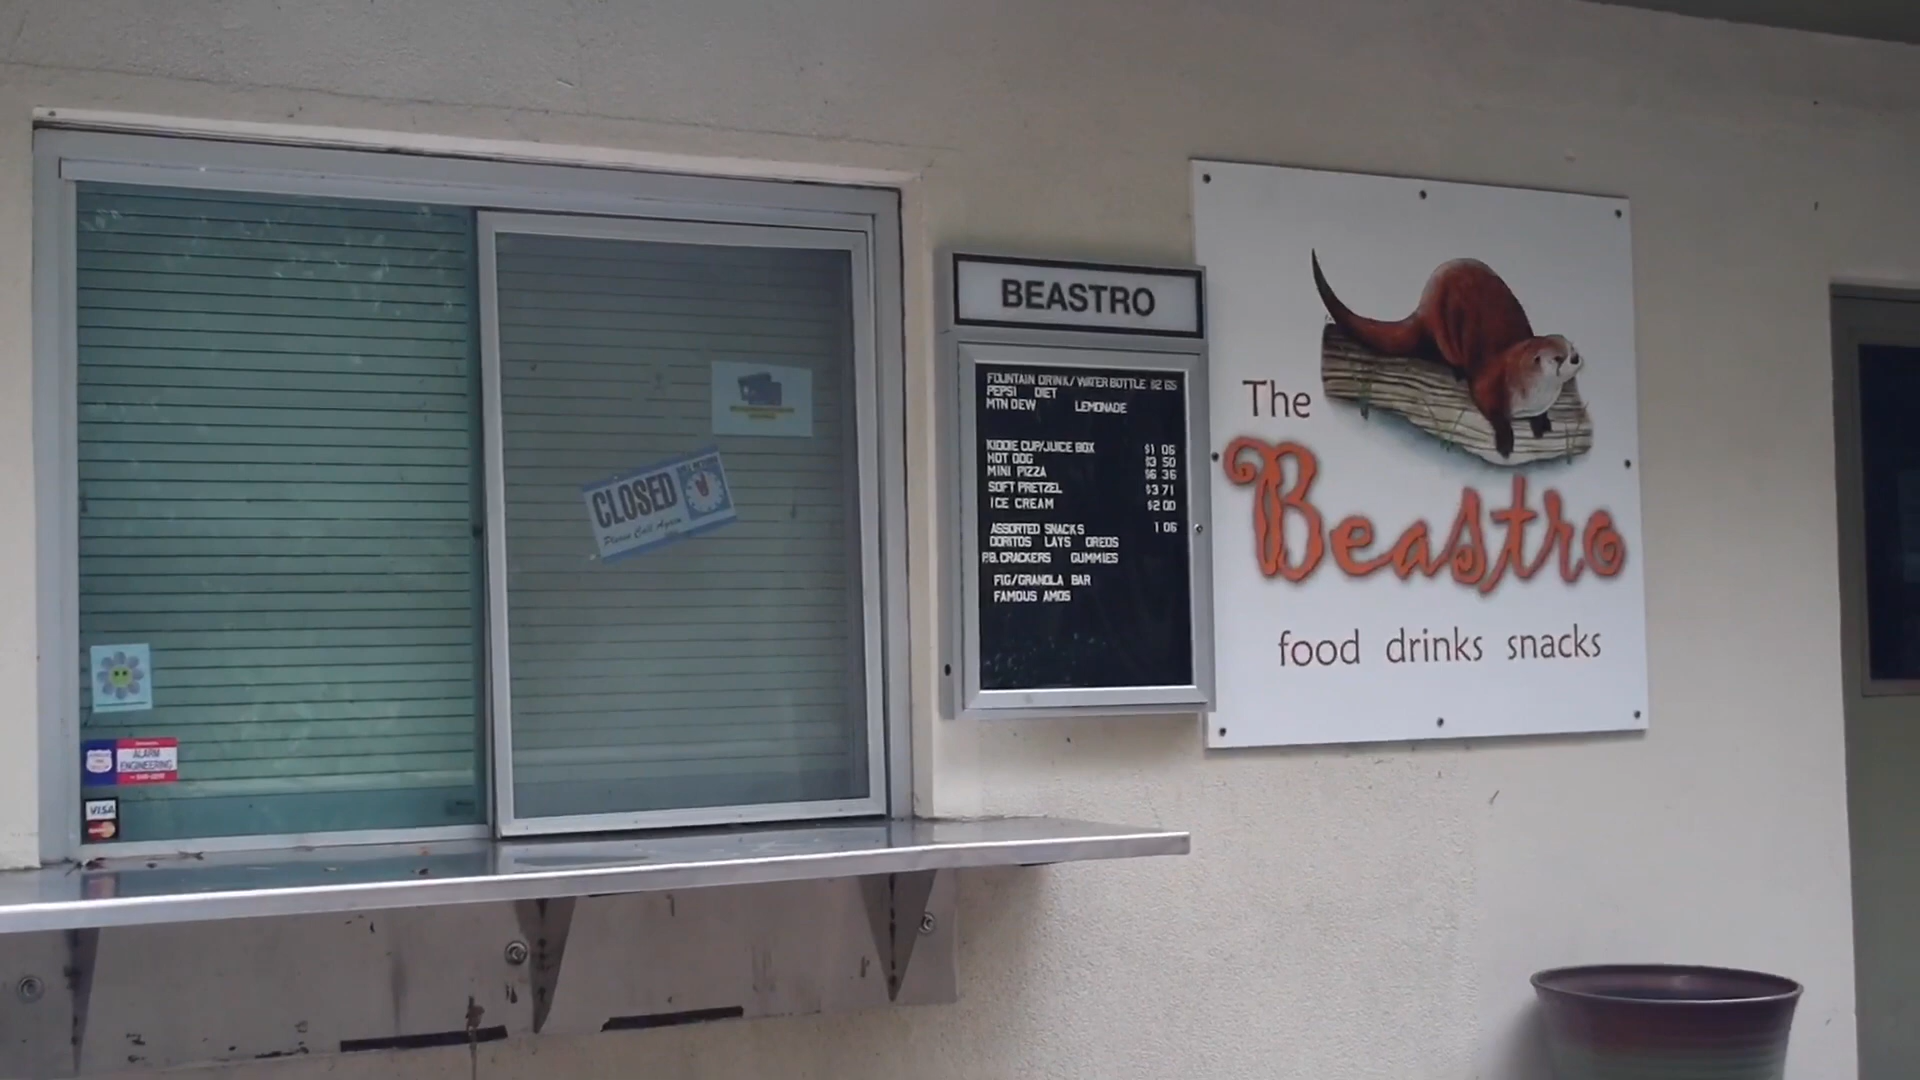 CLOSED
Please Call Again
ALARM
ENGINEERING
VISA
BEASTRO
FOUNTAIN DRINK/WATER BOTTLE $2 65
PEPSI DIET
MTN DEW LEMONADE
KIDDIE CUP/JUICE BOX $1 06
HOT DOG $3 50
MINI PIZZA $6 36
SOFT PRETZEL $3 71
ICE CREAM $2 00
ASSORTED SNACKS 1 06
DORITOS LAYS OREOS
P.B. CRACKERS GUMMIES
FIG/GRANOLA BAR
FAMOUS AMOS
The
Beastro
food drinks snacks